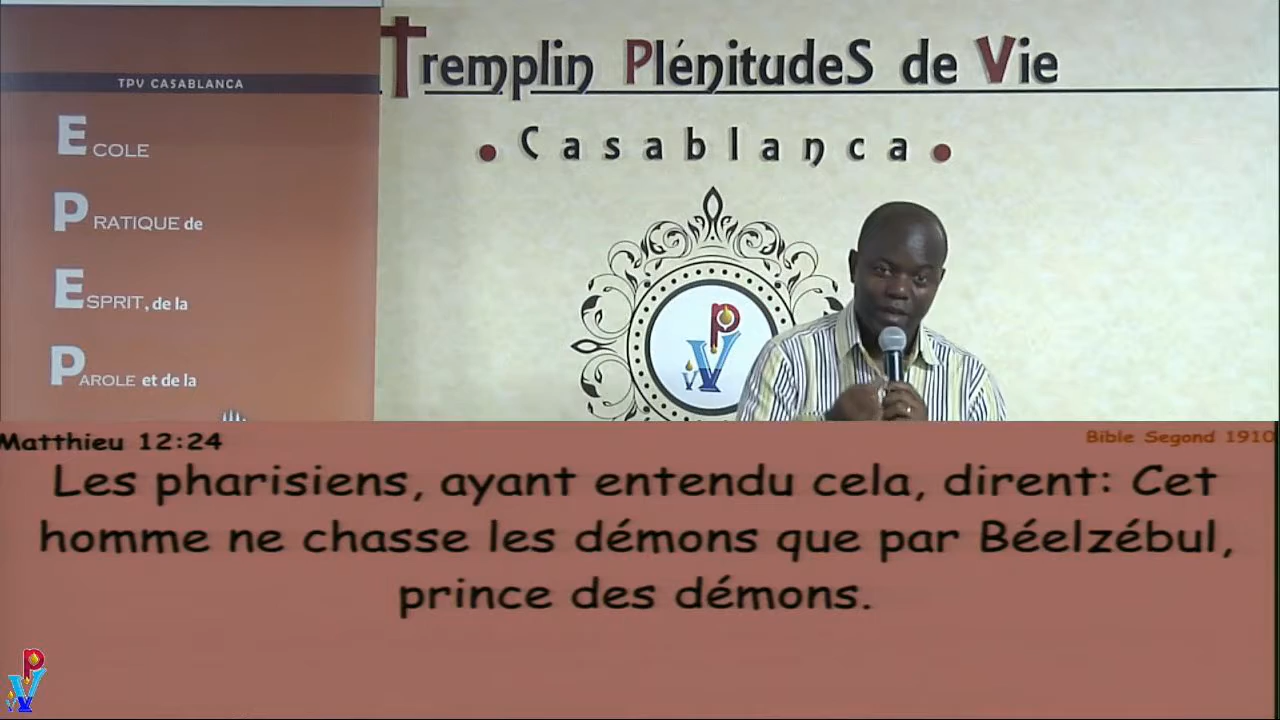 TPV CASABLANCA
ECOLE
PRATIQUE de
ESPRIT, de la
PAROLE et de la
Tremplin PlénitudeS de Vie
• Casablanca •
PV
Matthieu 12:24
Bible Segond 1910
Les pharisiens, ayant entendu cela, dirent: Cet
homme ne chasse les démons que par Béelzébul,
prince des démons.
PV